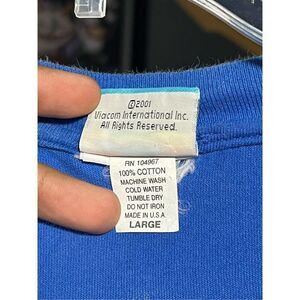 ©2001
Viacom International Inc.
All Rights Reserved.
RN 104967
100% COTTON
MACHINE WASH
COLD WATER
TUMBLE DRY
DO NOT IRON
MADE IN U.S.A.
LARGE